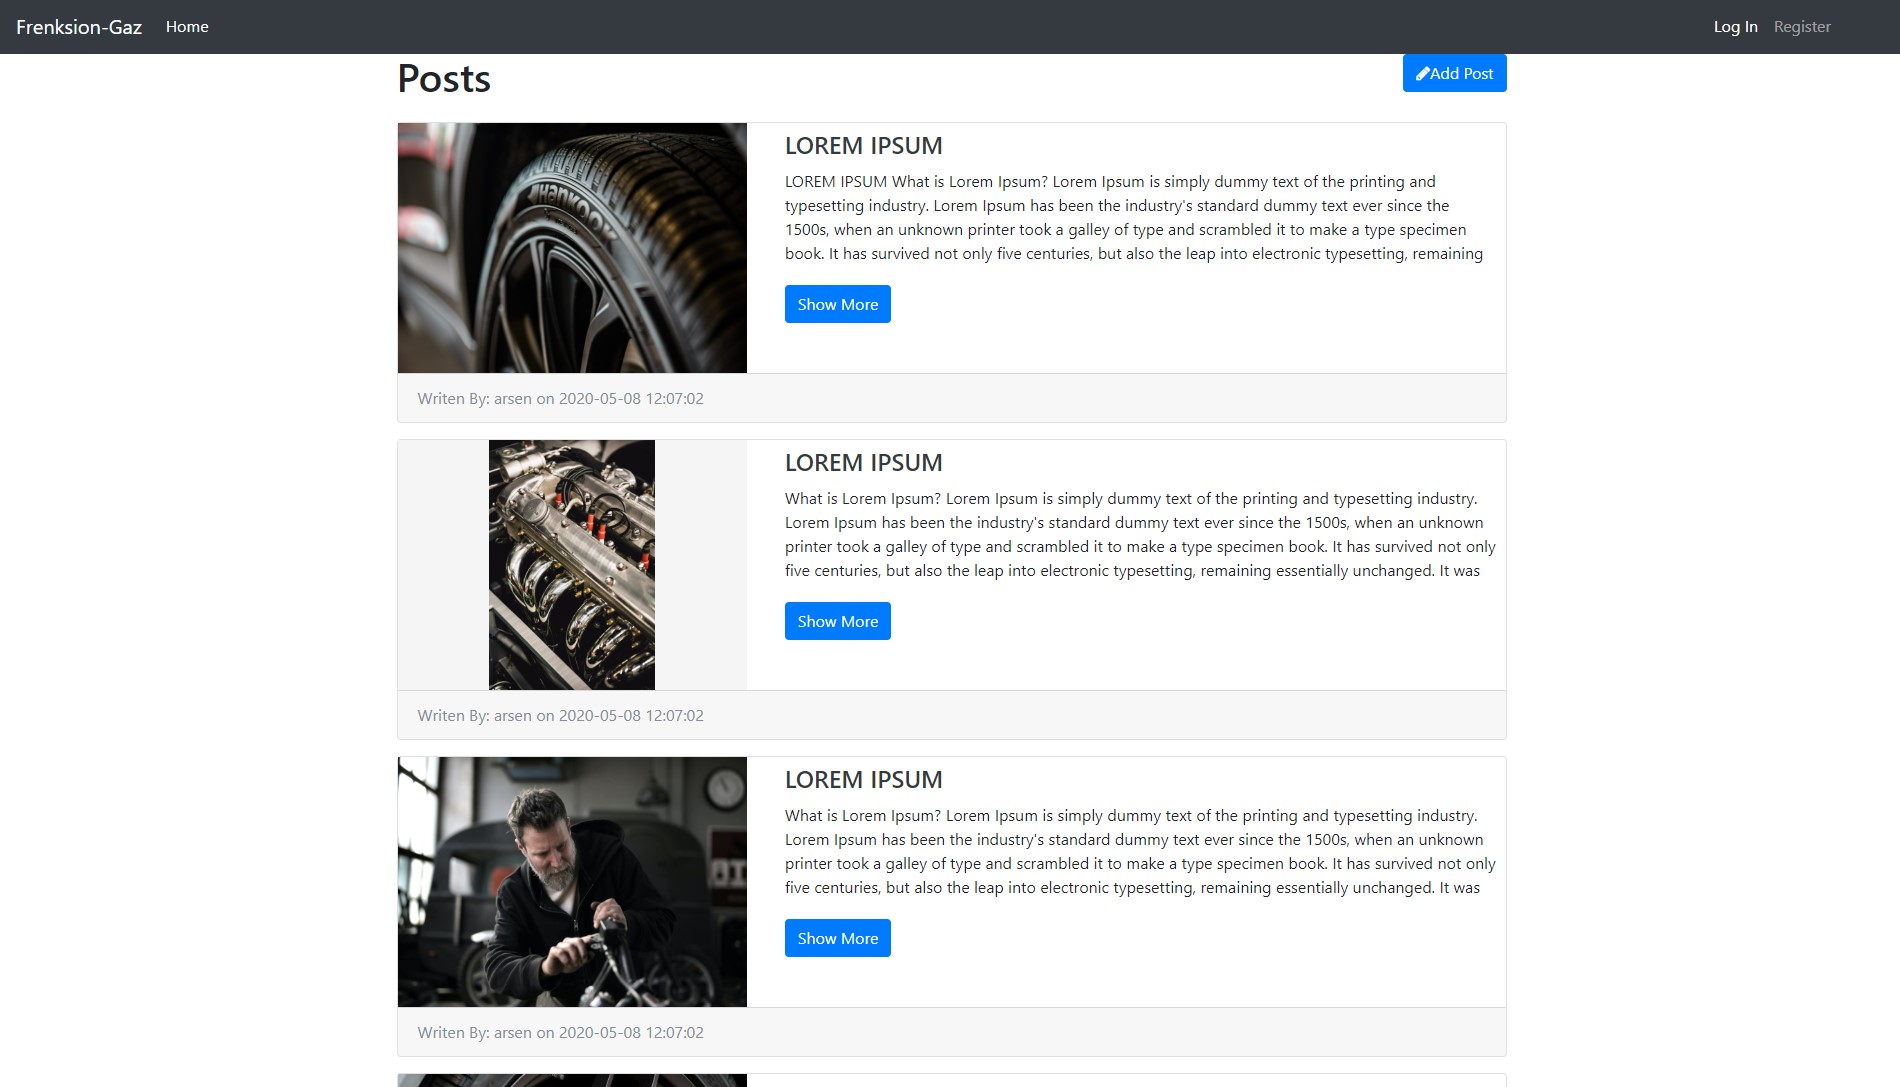 Frenksion-Gaz Home Log In Register
Posts
Add Post
Hankook
LOREM IPSUM
LOREM IPSUM What is Lorem Ipsum? Lorem Ipsum is simply dummy text of the printing and
typesetting industry. Lorem Ipsum has been the industry's standard dummy text ever since the
1500s, when an unknown printer took a galley of type and scrambled it to make a type specimen
book. It has survived not only five centuries, but also the leap into electronic typesetting, remaining
Show More
Writen By: arsen on 2020-05-08 12:07:02
LOREM IPSUM
What is Lorem Ipsum? Lorem Ipsum is simply dummy text of the printing and typesetting industry.
Lorem Ipsum has been the industry's standard dummy text ever since the 1500s, when an unknown
printer took a galley of type and scrambled it to make a type specimen book. It has survived not only
five centuries, but also the leap into electronic typesetting, remaining essentially unchanged. It was
Show More
Writen By: arsen on 2020-05-08 12:07:02
LOREM IPSUM
What is Lorem Ipsum? Lorem Ipsum is simply dummy text of the printing and typesetting industry.
Lorem Ipsum has been the industry's standard dummy text ever since the 1500s, when an unknown
printer took a galley of type and scrambled it to make a type specimen book. It has survived not only
five centuries, but also the leap into electronic typesetting, remaining essentially unchanged. It was
Show More
Writen By: arsen on 2020-05-08 12:07:02